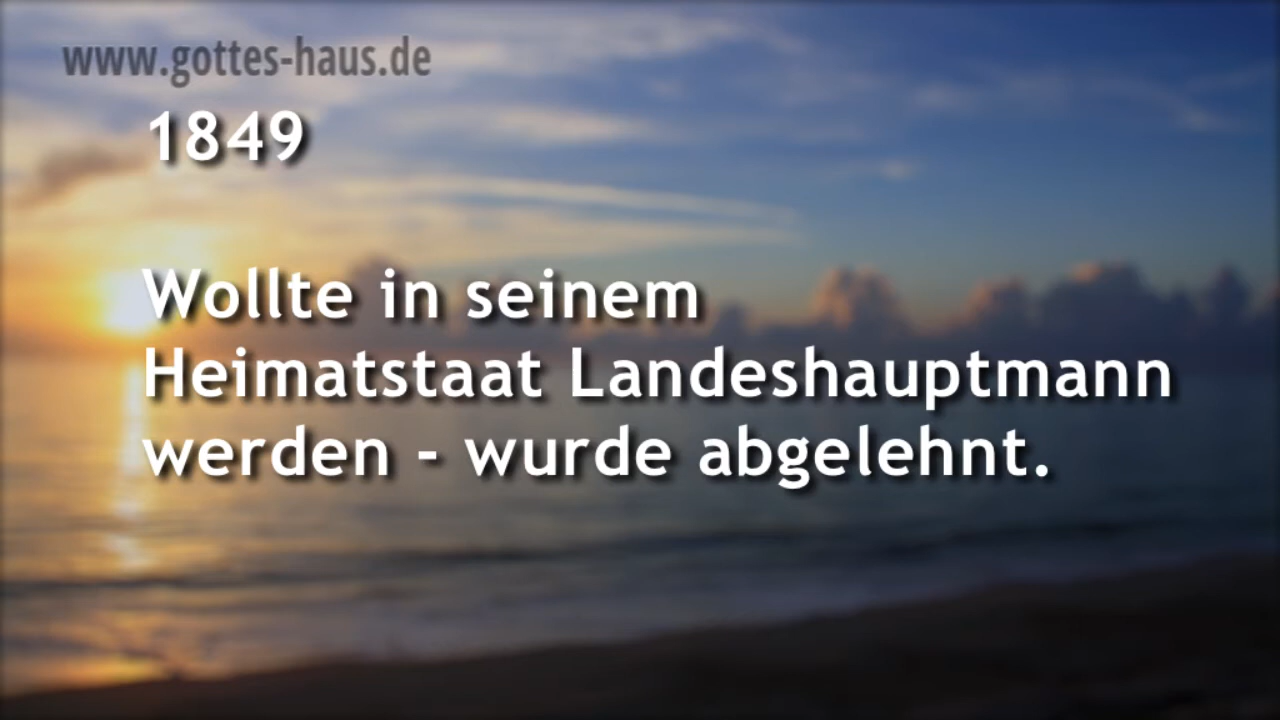 www.gottes-haus.de
1849
Wollte in seinem
Heimatstaat Landeshauptmann
werden - wurde abgelehnt.